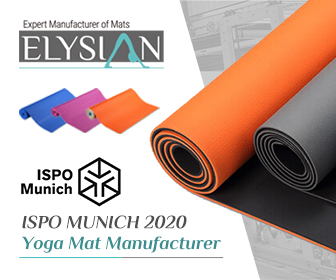 Expert Manufacturer of Mats
ELYSIAN
ISPO
Munich
ISPO MUNICH 2020
Yoga Mat Manufacturer